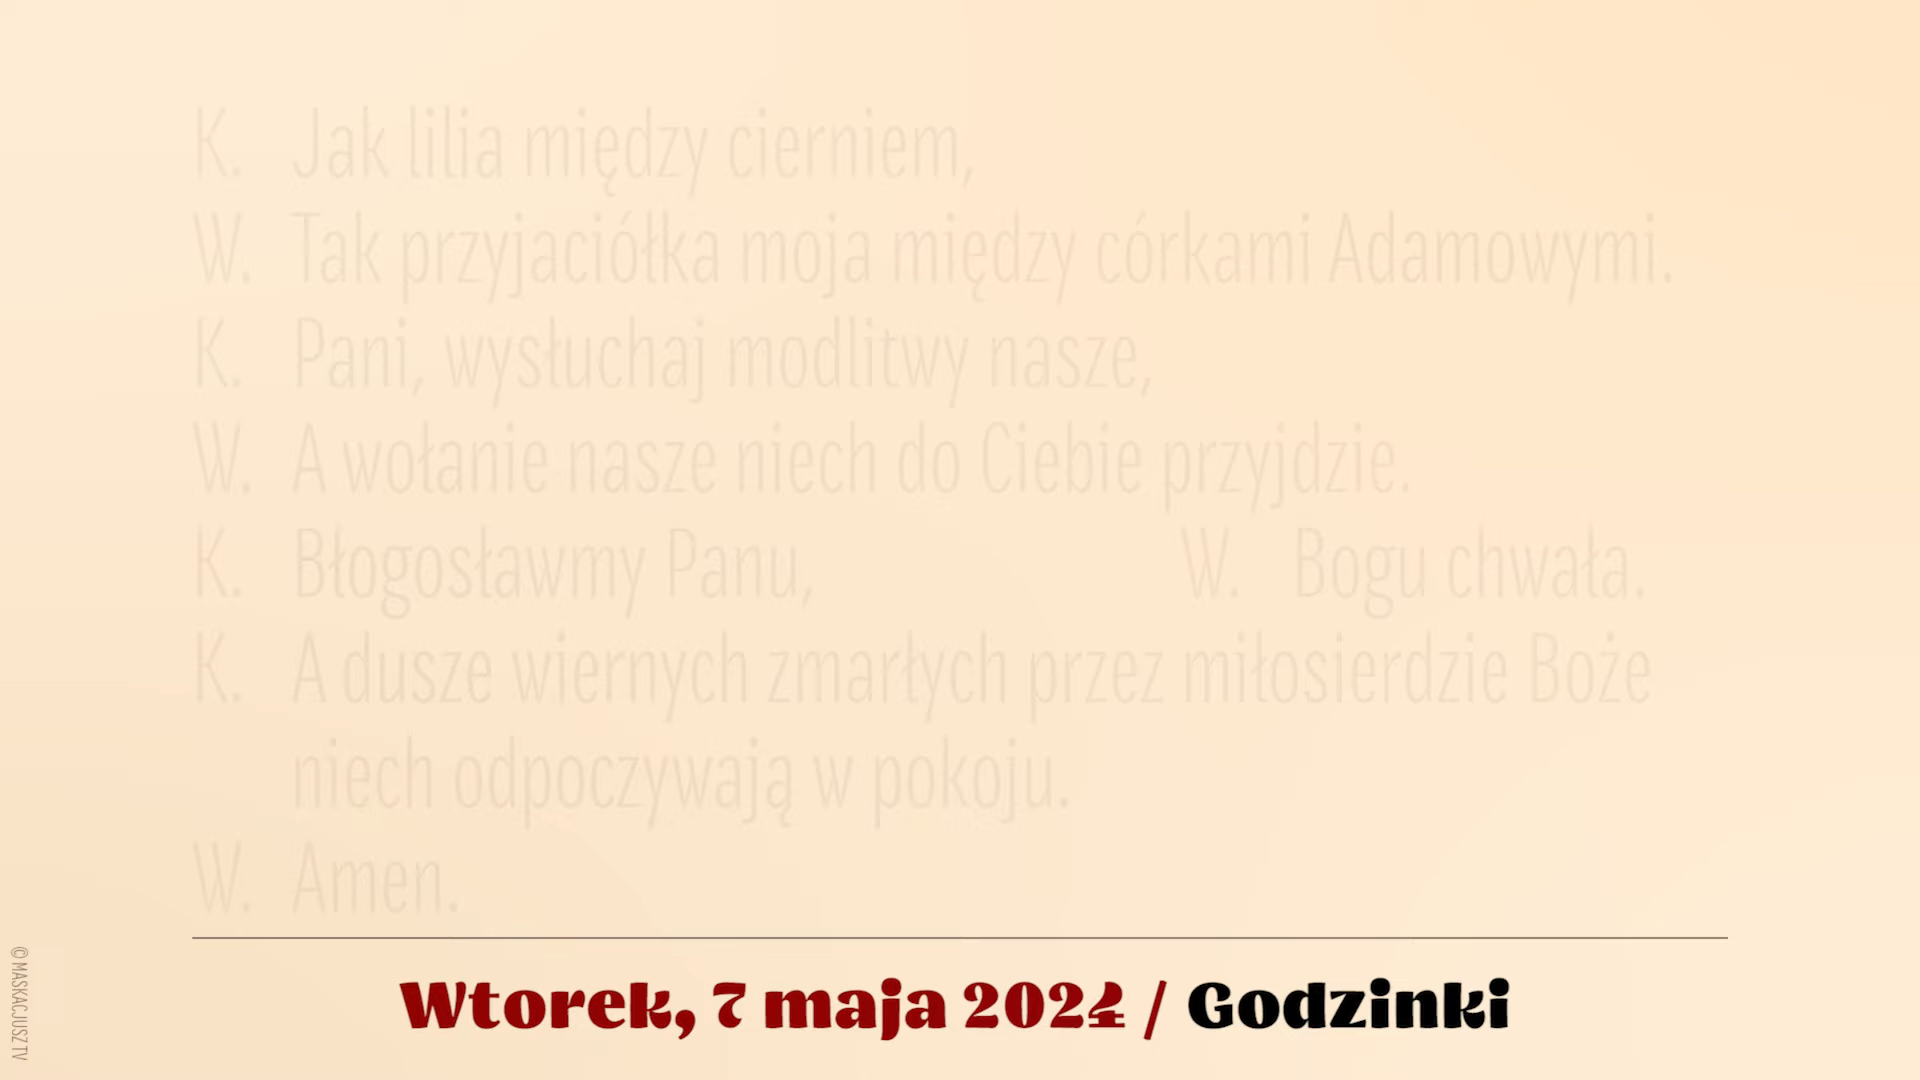 K. Jak lilia między cierniem,
W. Tak przyjaciółka moja między córkami Adamowymi.
K. Pani, wysłuchaj modlitwy nasze,
W. A wołanie nasze niech do Ciebie przyjdzie.
K. Błogosławmy Panu, W. Bogu chwała.
K. A dusze wiernych zmarłych przez miłosierdzie Boże
niech odpoczywają w pokoju.
W. Amen.
Wtorek, 7 maja 2024 / Godzinki
© MASKACJUSZ TV